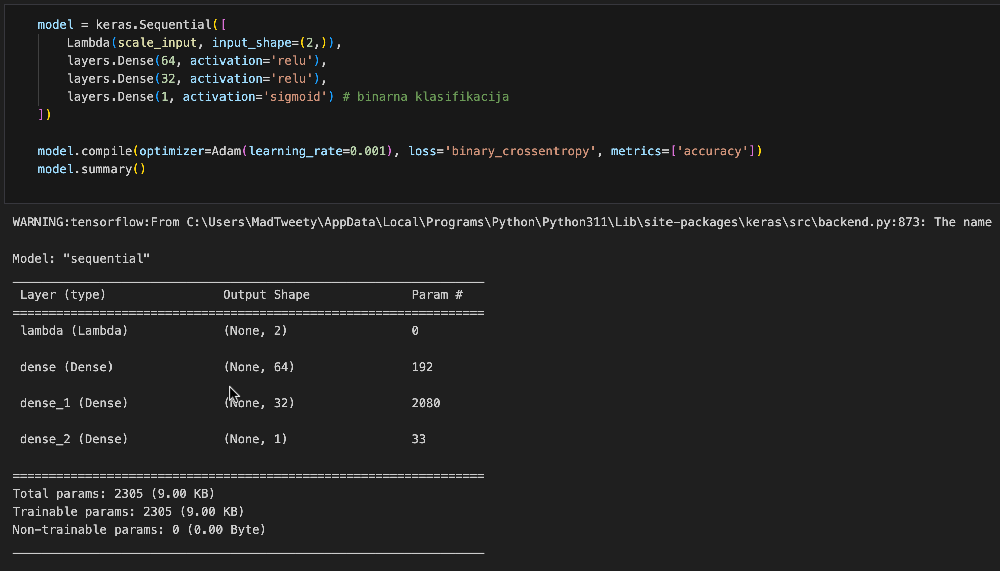 model = keras.Sequential([
    Lambda(scale_input, input_shape=(2,)),
    layers.Dense(64, activation='relu'),
    layers.Dense(32, activation='relu'),
    layers.Dense(1, activation='sigmoid') # binarna klasifikacija
])
model.compile(optimizer=Adam(learning_rate=0.001), loss='binary_crossentropy', metrics=['accuracy'])
model.summary()
WARNING:tensorflow:From C:\Users\MadTweety\AppData\Local\Programs\Python\Python311\Lib\site-packages\keras\src\backend.py:873: The name
Model: "sequential"
_________________________________________________________________
Layer (type) Output Shape Param #
=================================================================
lambda (Lambda) (None, 2) 0
dense (Dense) (None, 64) 192
dense_1 (Dense) (None, 32) 2080
dense_2 (Dense) (None, 1) 33
=================================================================
Total params: 2305 (9.00 KB)
Trainable params: 2305 (9.00 KB)
Non-trainable params: 0 (0.00 Byte)
_________________________________________________________________